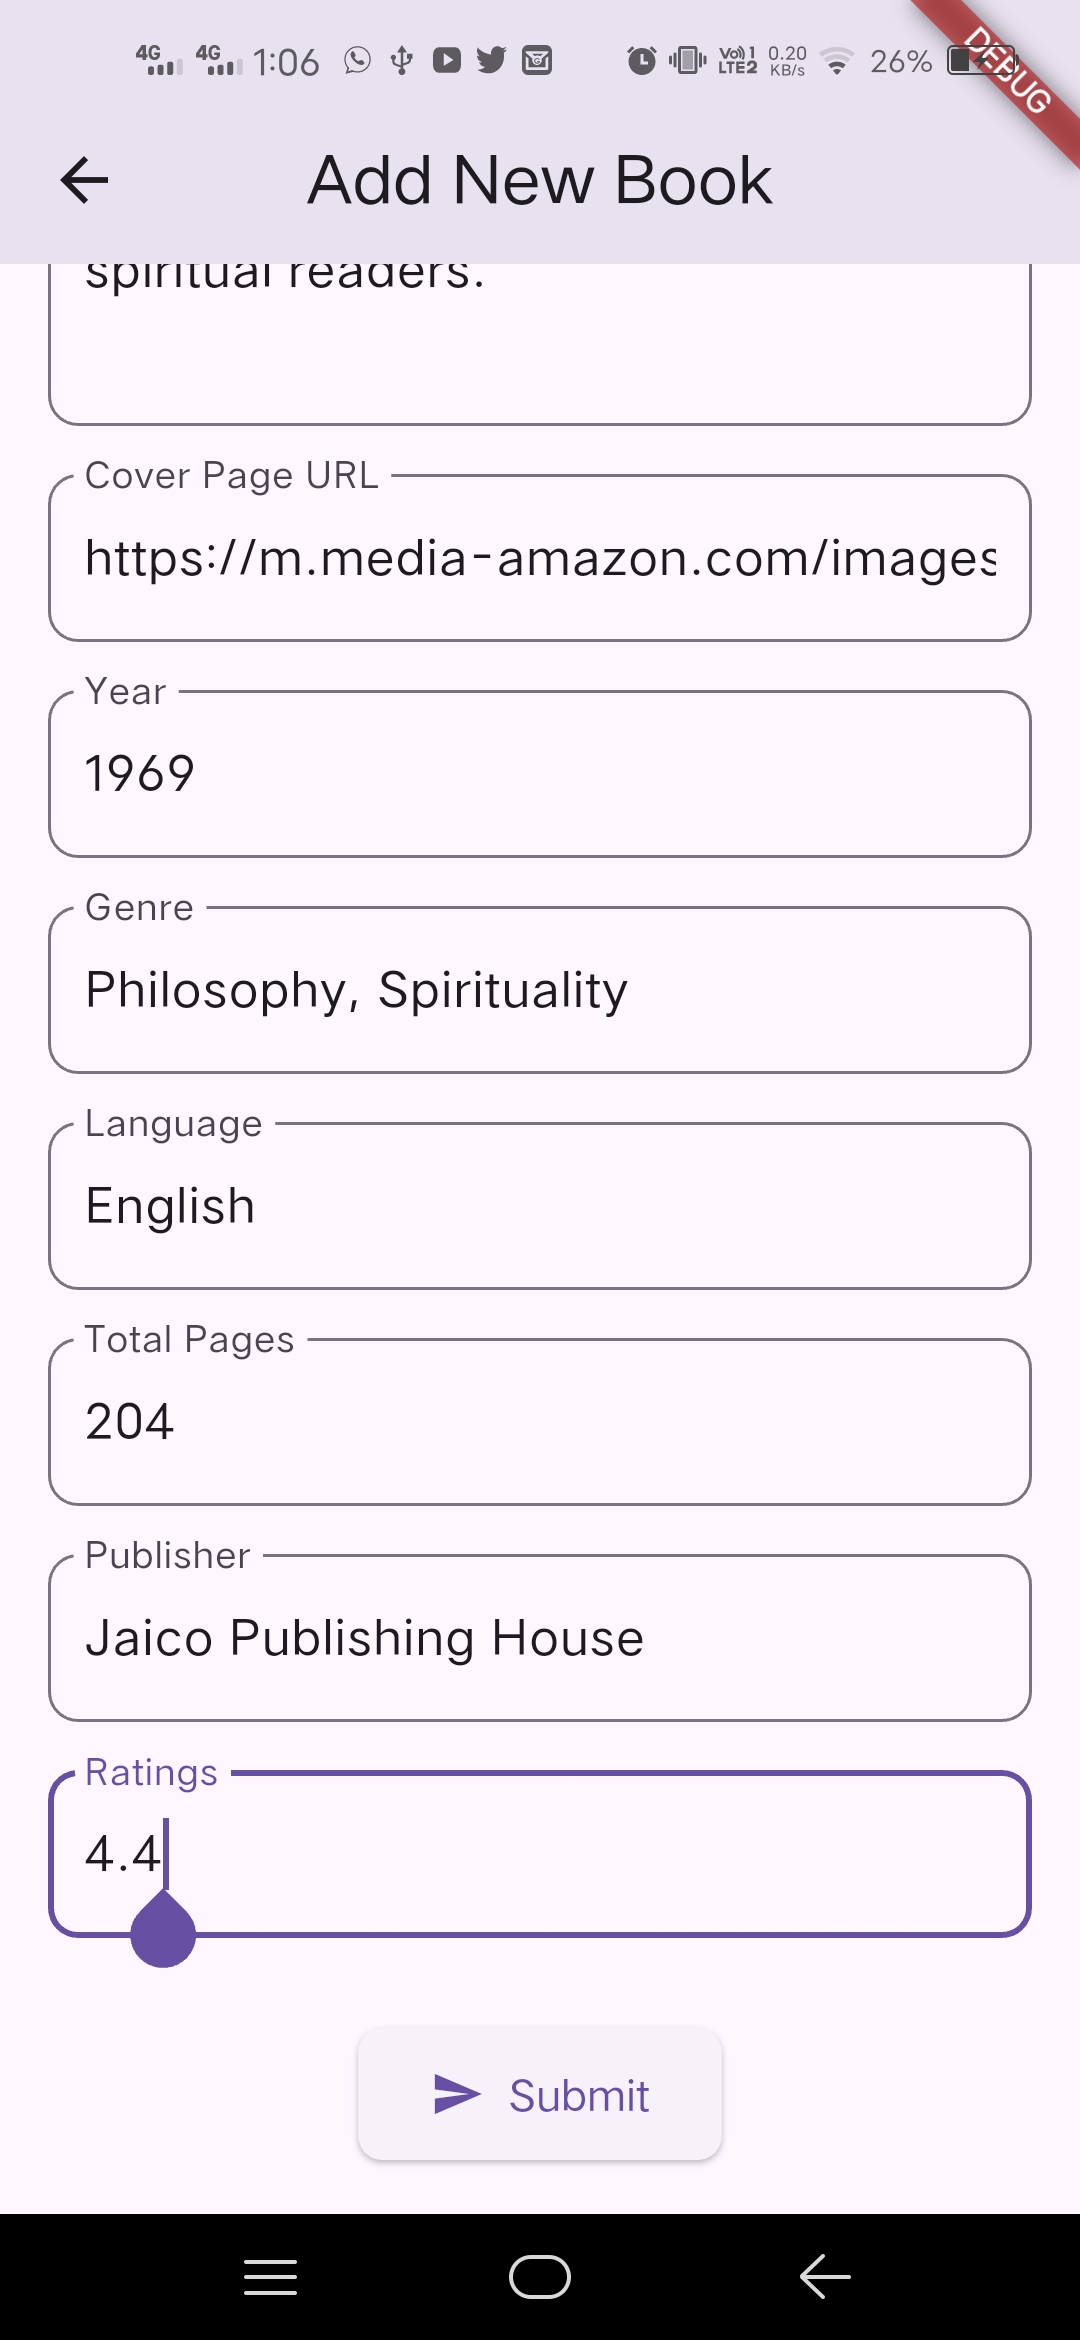 4G 4G 1:06 Vo)) 1 LTE2 0.20 KB/s 26%
DEBUG
Add New Book
spiritual readers.
Cover Page URL
https://m.media-amazon.com/images
Year
1969
Genre
Philosophy, Spirituality
Language
English
Total Pages
204
Publisher
Jaico Publishing House
Ratings
4.4
Submit